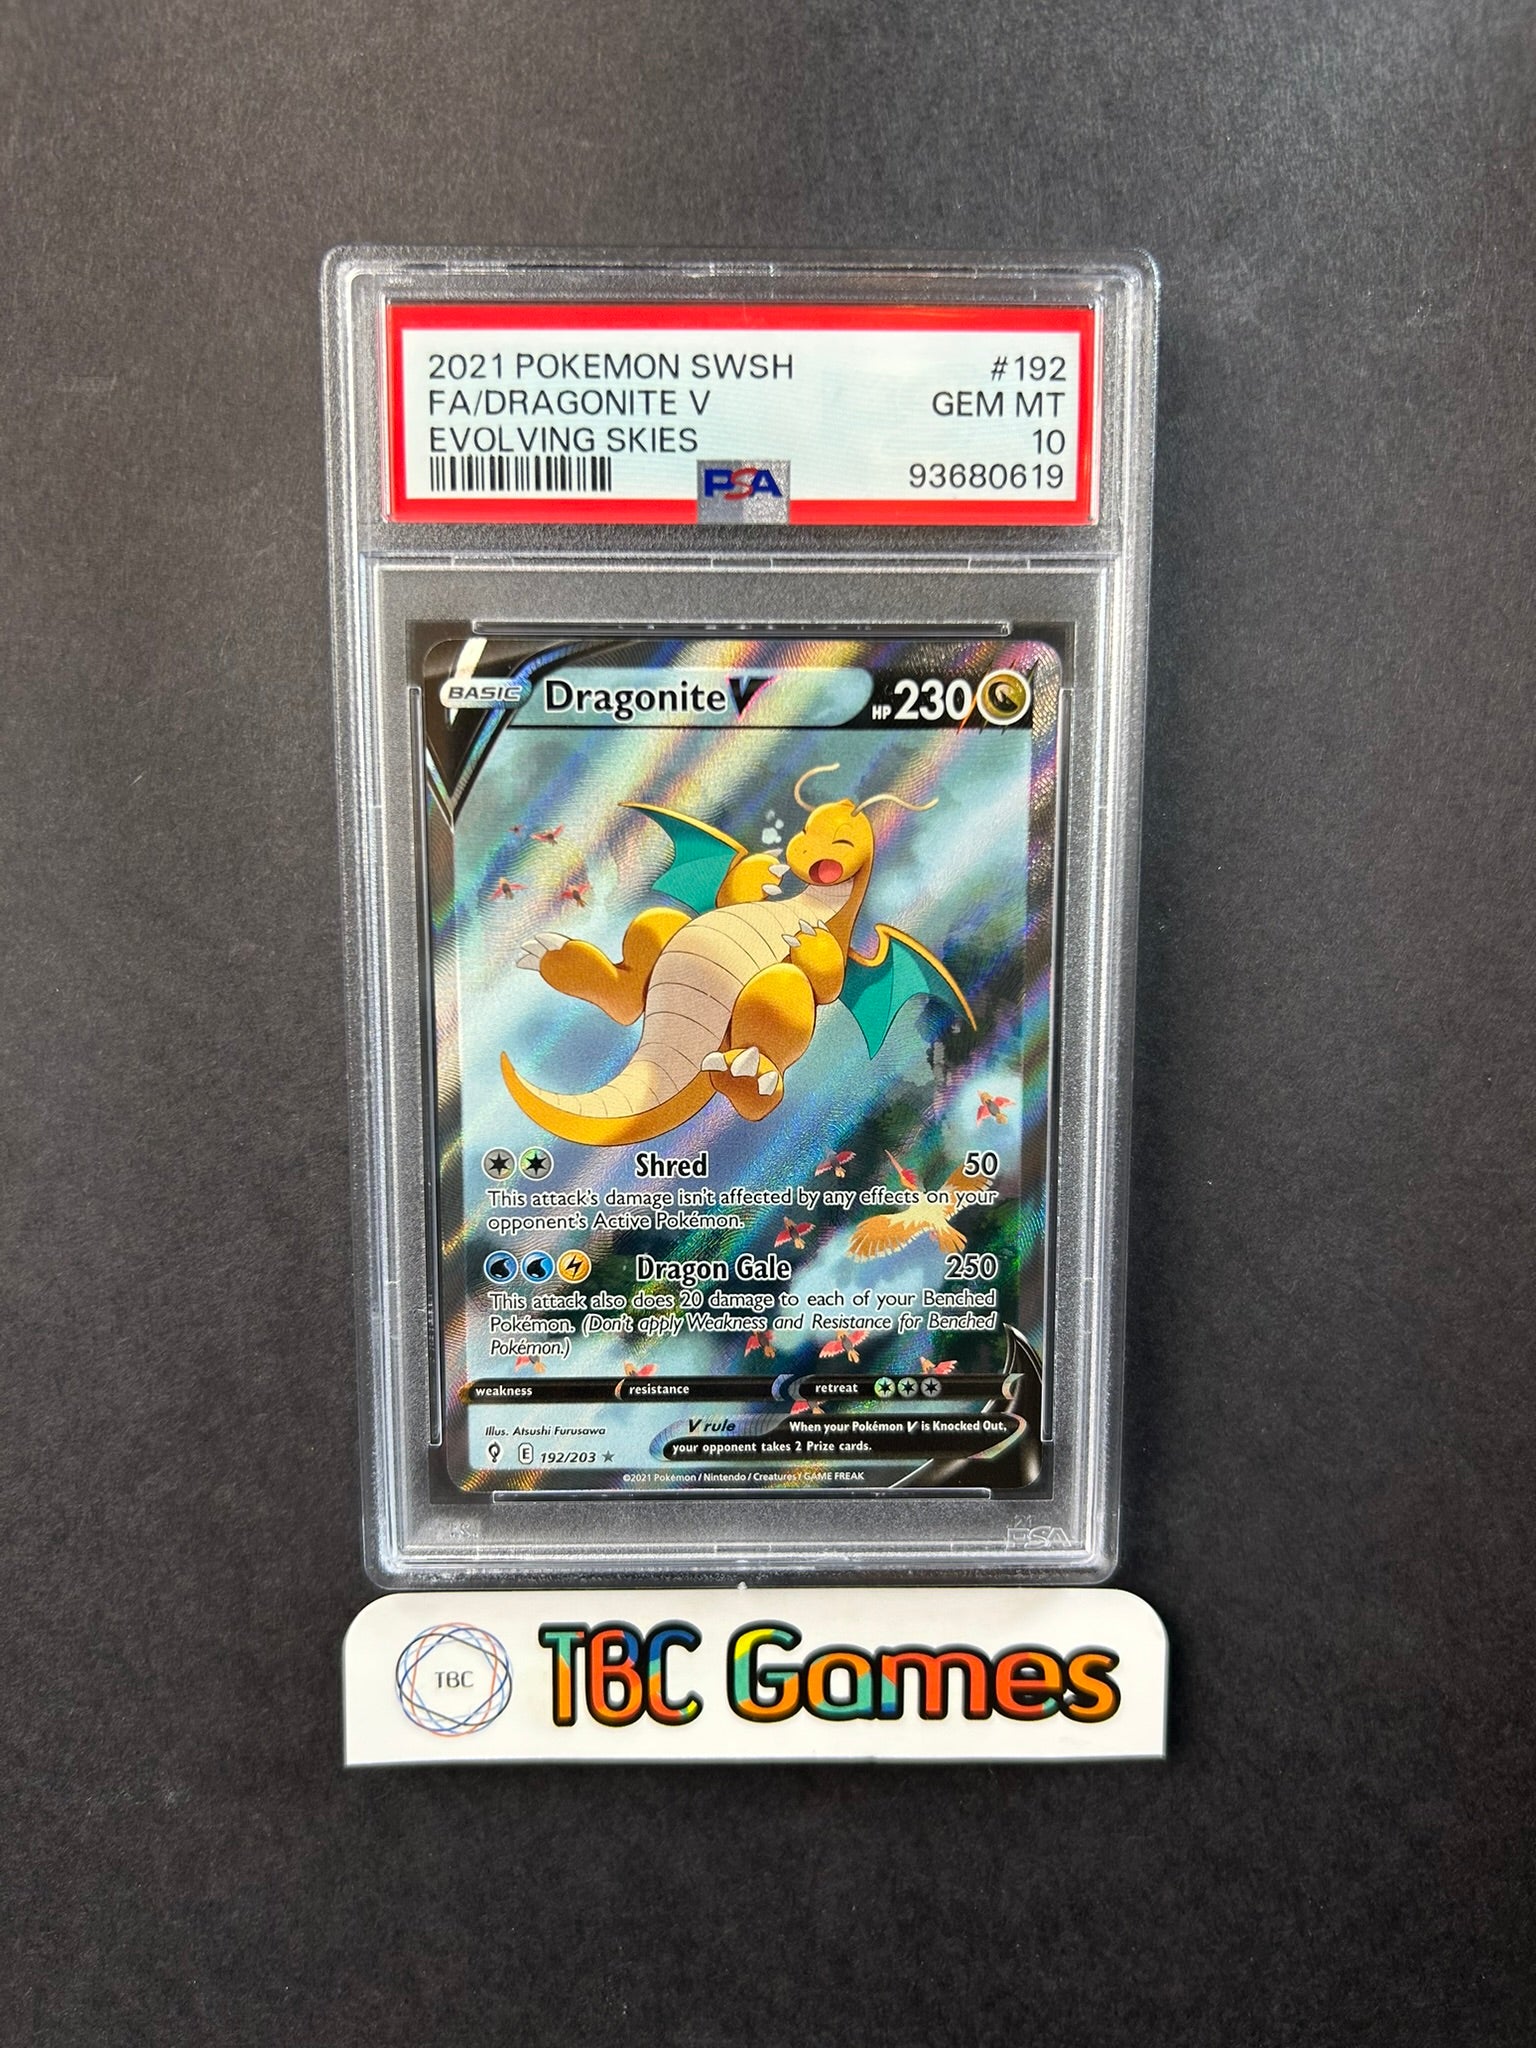 2021 POKEMON SWSH #192
FA/DRAGONITE V GEM MT
EVOLVING SKIES 10
PSA 93680619
BASIC Dragonite V HP 230
Shred 50
This attack's damage isn't affected by any effects on your
opponent's Active Pokémon.
Dragon Gale 250
This attack also does 20 damage to each of your Benched
Pokémon. (Don't apply Weakness and Resistance for Benched
Pokémon.)
weakness resistance retreat
Illus. Atsushi Furusawa
V rule When your Pokémon V is Knocked Out,
your opponent takes 2 Prize cards.
E 192/203 ★
©2021 Pokémon / Nintendo / Creatures / GAME FREAK
PSA
TBC TBC Games